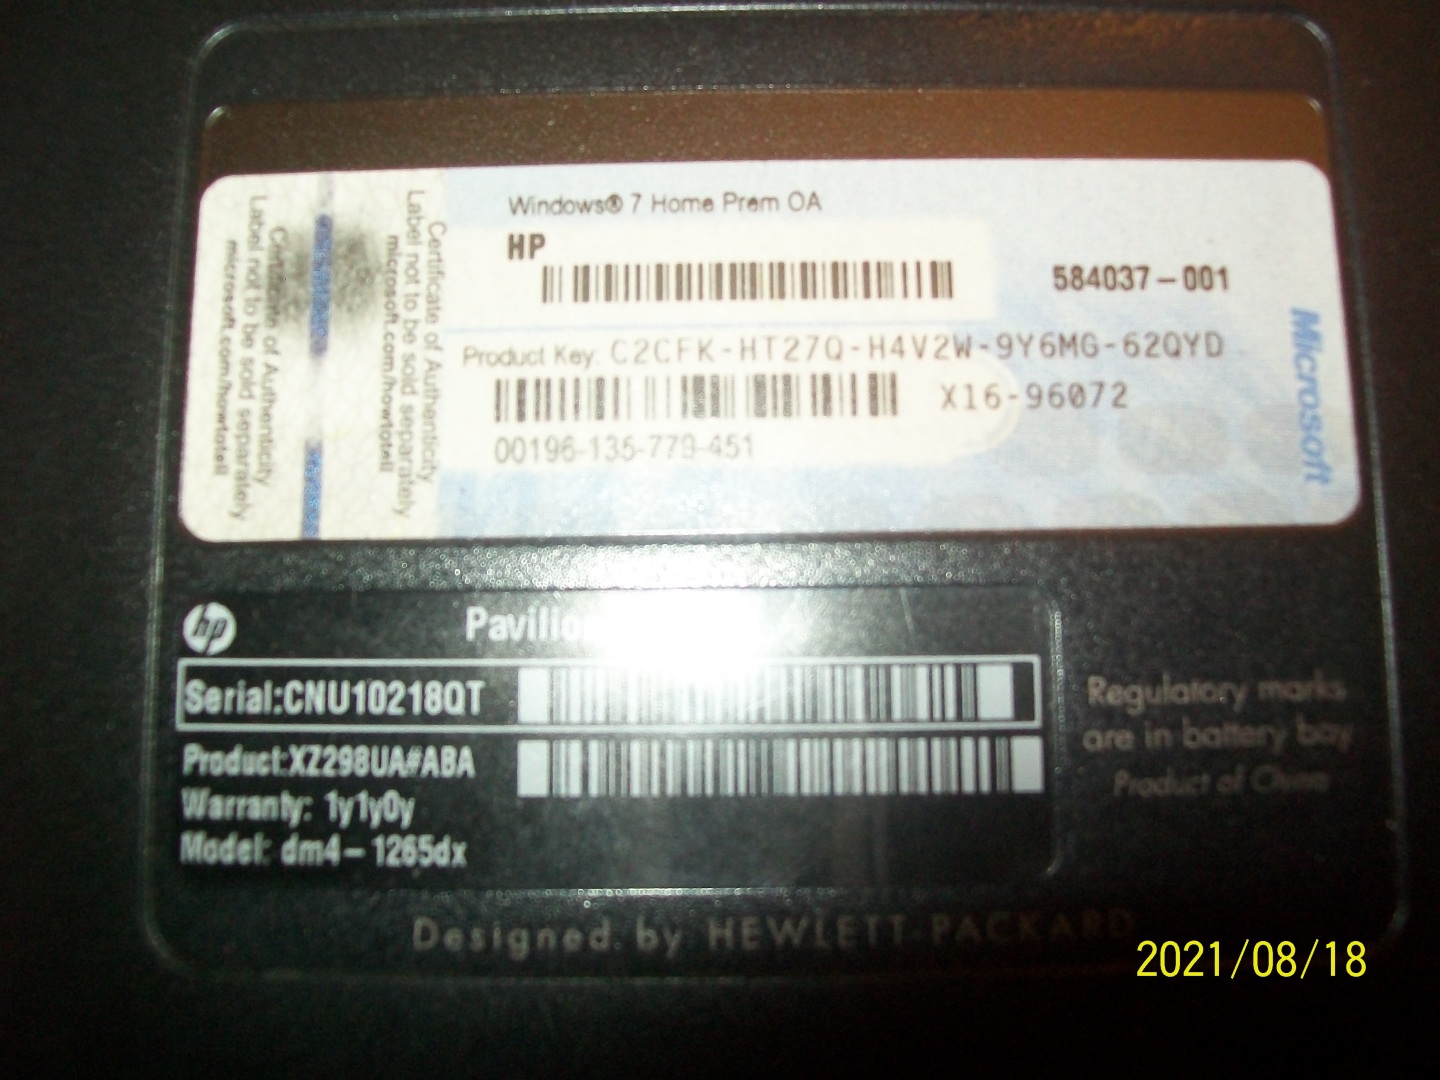 Windows® 7 Home Prem OA
HP
584037-001
Product Key: C2CFK-HT27Q-H4V2W-9Y6MG-62QYD
X16-96072
00196-135-779-451
Microsoft
Certificate of Authenticity
Label not to be sold separately
microsoft.com/howtotell
Certificate of Authenticity
Label not to be sold separately
microsoft.com/howtotell
hp
Serial:CNU10218QT
Product:XZ298UA#ABA
Warranty: 1y1y0y
Model: dm4-1265dx
Regulatory marks
are in battery bay
Product of China
Designed by HEWLETT-PACKARD
2021/08/18